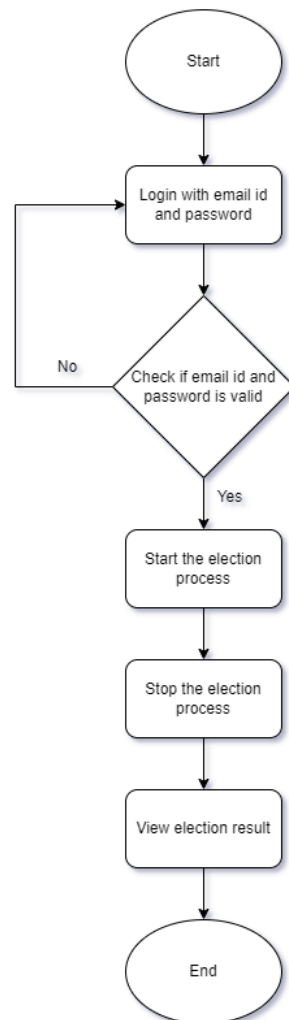 Start
Login with email id
and password
Check if email id and
password is valid
No
Yes
Start the election
process
Stop the election
process
View election result
End